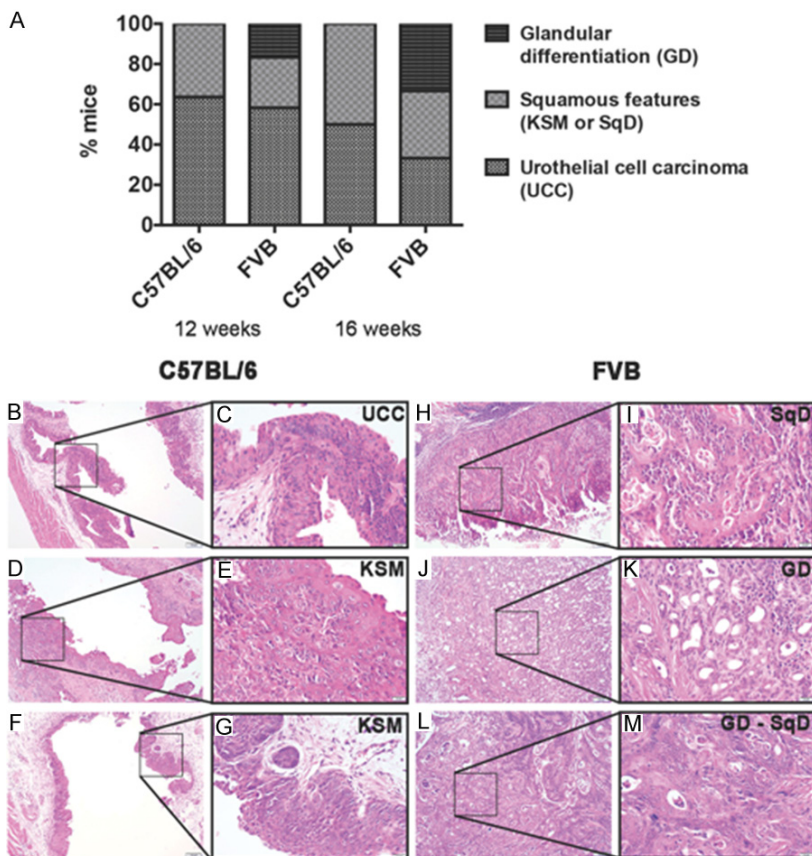 A
100
80
60
40
20
0
% mice
C57BL/6
FVB
C57BL/6
FVB
12 weeks
16 weeks
Glandular
differentiation (GD)
Squamous features
(KSM or SqD)
Urothelial cell carcinoma
(UCC)
C57BL/6
FVB
B
C
UCC
H
I
SqD
D
E
KSM
J
K
GD
F
G
KSM
L
M
GD - SqD